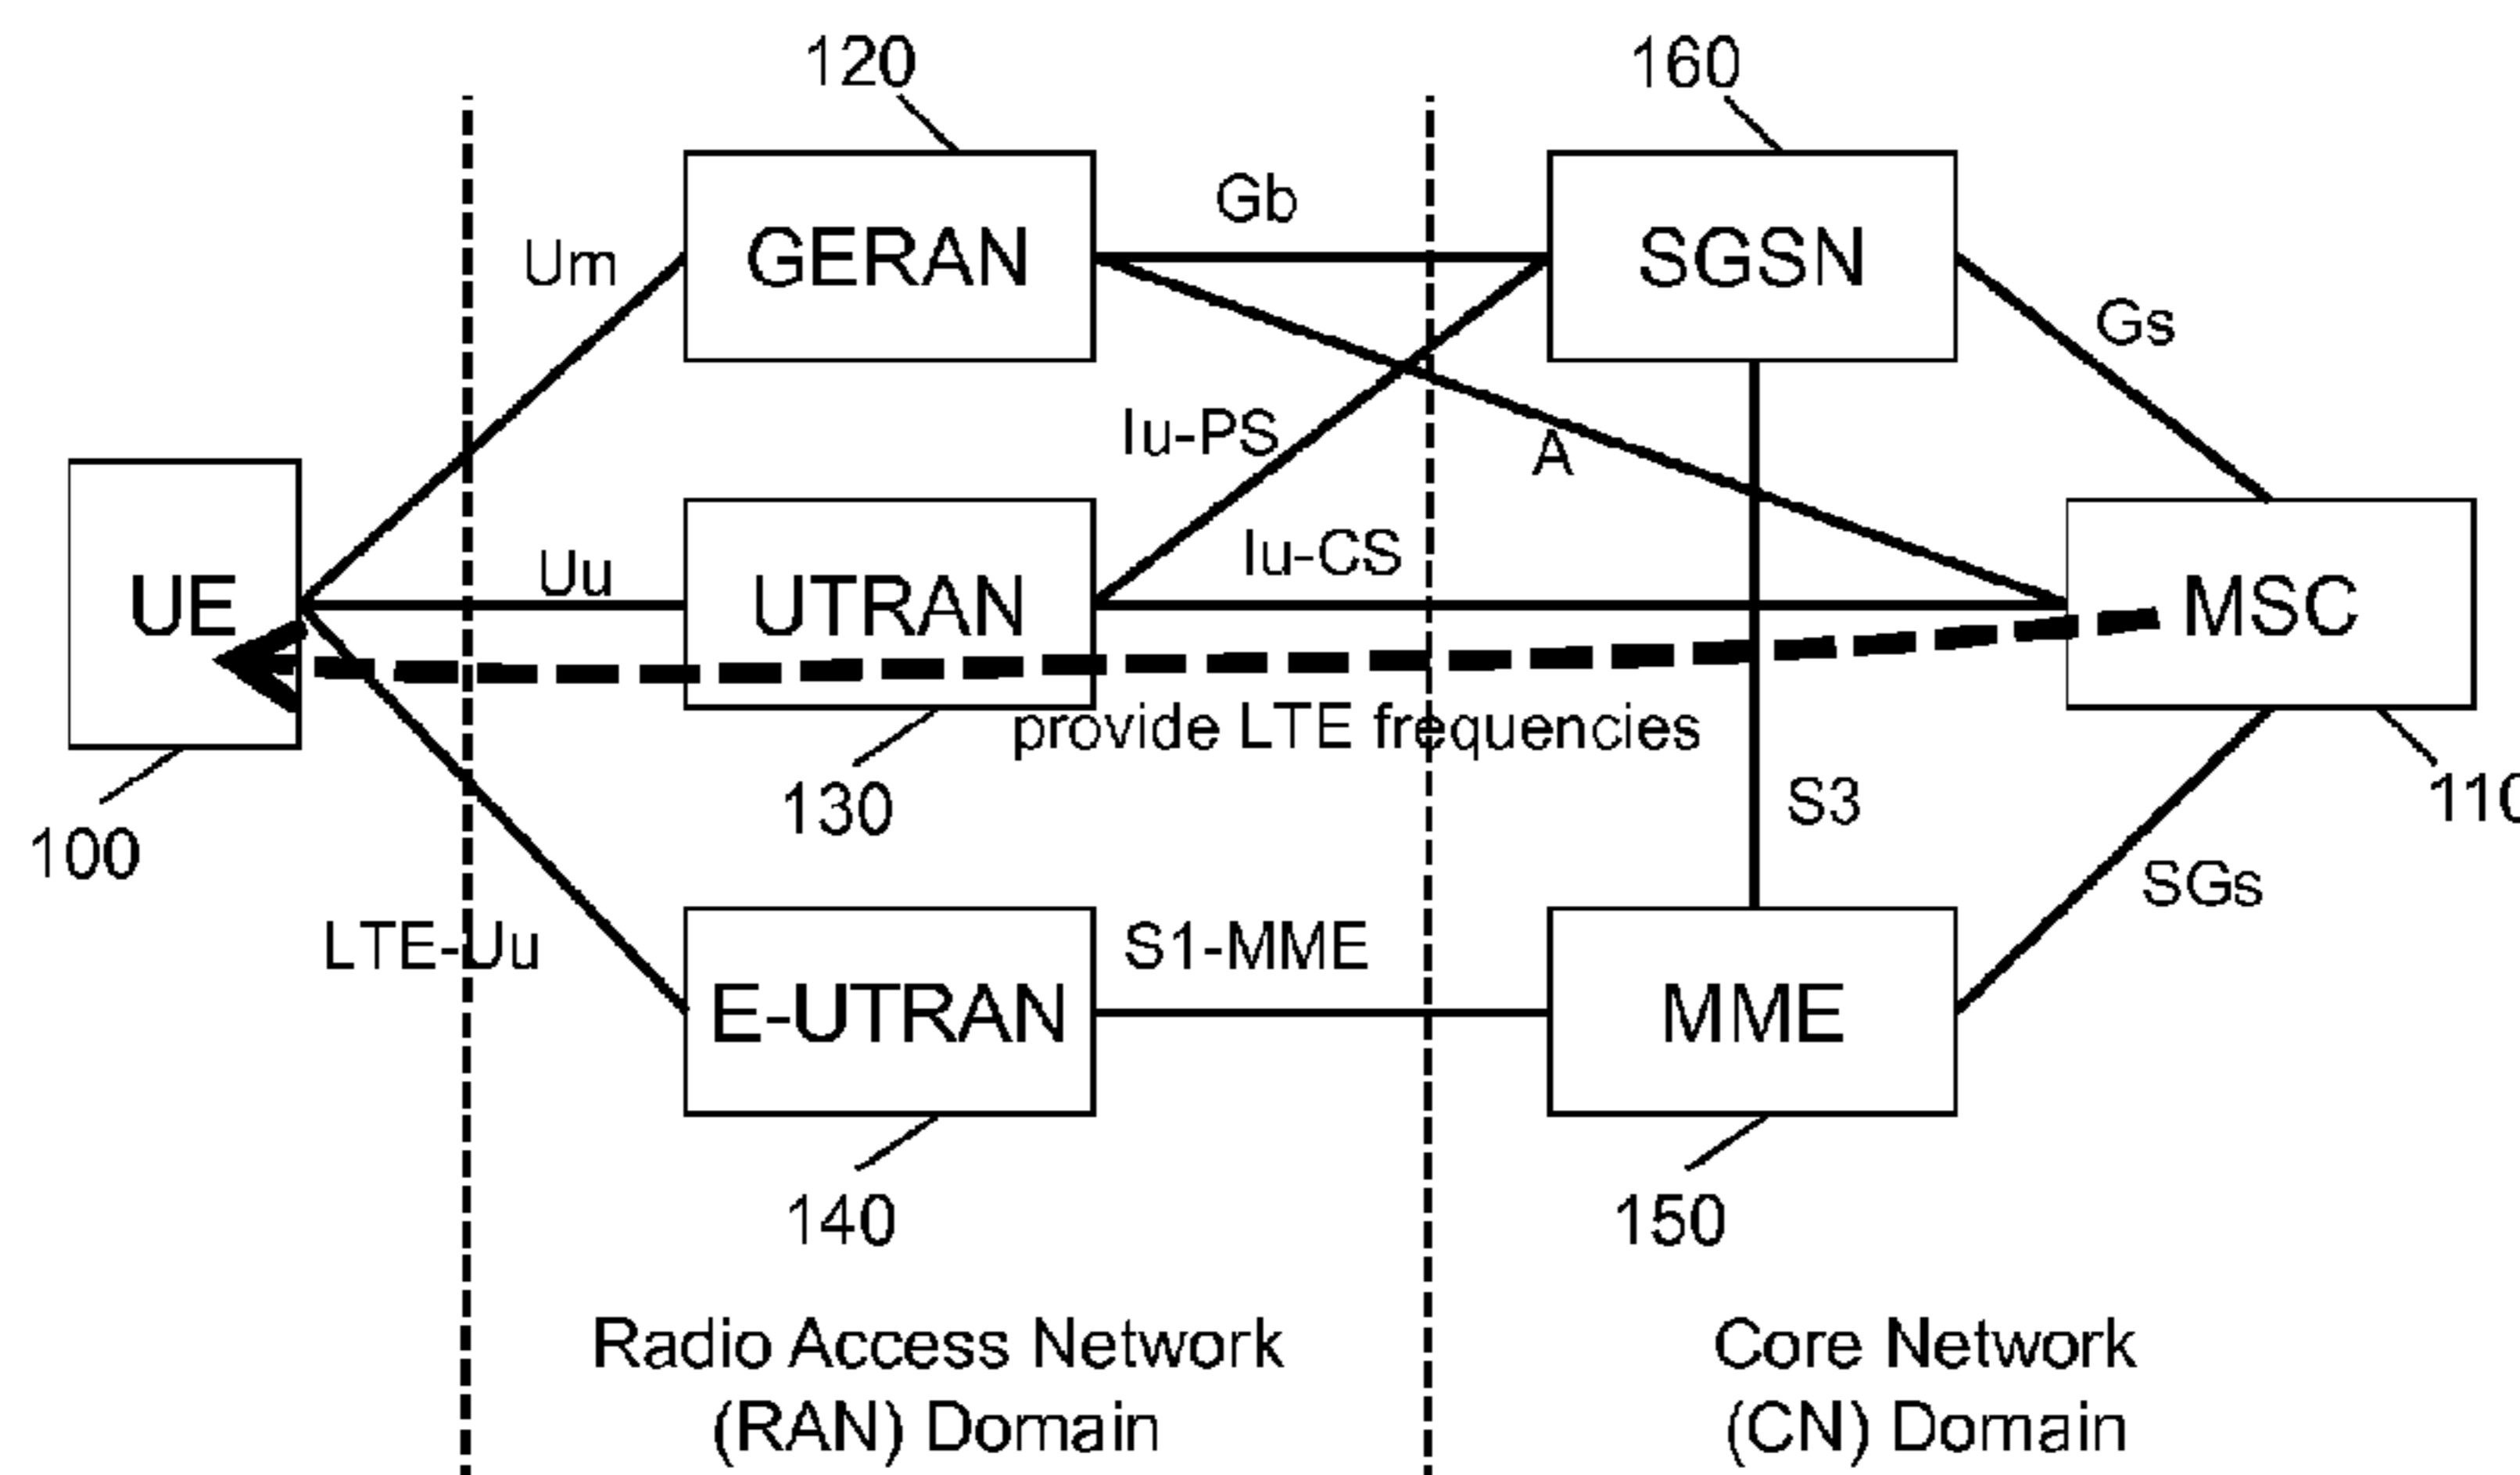 120
160
Gb
Um
GERAN
SGSN
Gs
Iu-PS
A
Iu-CS
Uu
UE
UTRAN
MSC
provide LTE frequencies
130
S3
110
100
SGs
LTE-Uu
S1-MME
E-UTRAN
MME
140
150
Radio Access Network
(RAN) Domain
Core Network
(CN) Domain